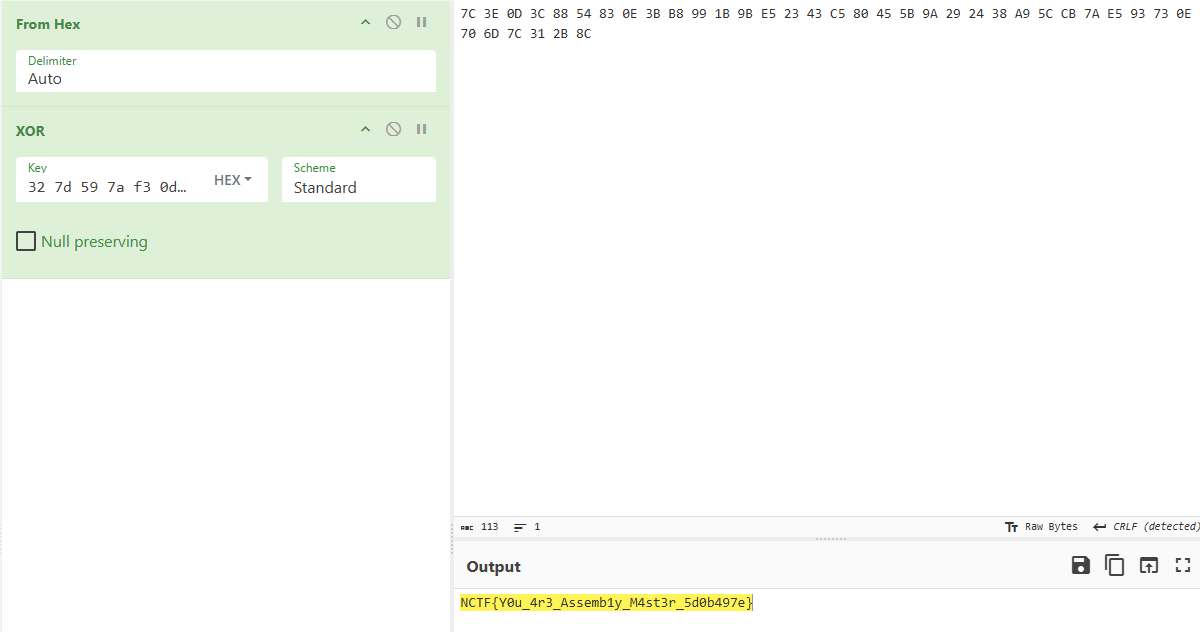 From Hex
Delimiter
Auto
XOR
Key
32 7d 59 7a f3 0d…
HEX
Scheme
Standard
Null preserving
7C 3E 0D 3C 88 54 83 0E 3B B8 99 1B 9B E5 23 43 C5 80 45 5B 9A 29 24 38 A9 5C CB 7A E5 93 73 0E
70 6D 7C 31 2B 8C
ABC 113 1
Tт Raw Bytes CRLF (detected)
Output
NCTF{Y0u_4r3_Assemb1y_M4st3r_5d0b497e}